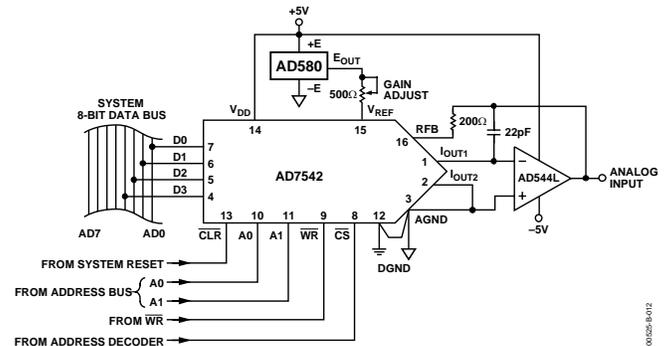 +5V
+E
AD580
EOUT
–E
GAIN
ADJUST
500Ω
SYSTEM
8-BIT DATA BUS
VDD
VREF
14
15
RFB
200Ω
22pF
16
D0
7
D1
6
D2
5
D3
4
AD7542
1
IOUT1
2
IOUT2
3
AGND
–
+
AD544L
ANALOG
INPUT
–5V
AD7
AD0
13
10
11
9
8
12
CLR
A0
A1
WR
CS
DGND
FROM SYSTEM RESET
FROM ADDRESS BUS
A0
A1
FROM WR
FROM ADDRESS DECODER
00525-B-012